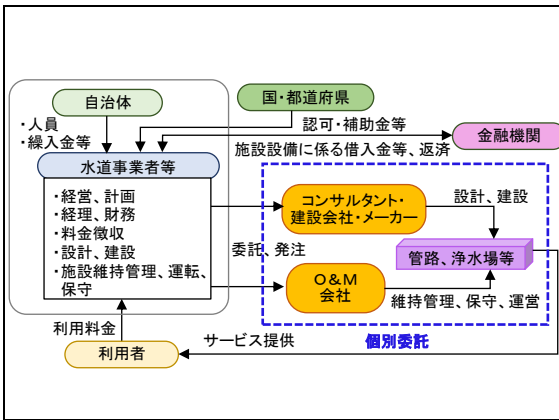 自治体
・人員
・繰入金等
国・都道府県
認可・補助金等
金融機関
施設設備に係る借入金等、返済
水道事業者等
・経営、計画
・経理、財務
・料金徴収
・設計、建設
・施設維持管理、運転、
保守
コンサルタント・
建設会社・メーカー
設計、建設
委託、発注
管路、浄水場等
O&M
会社
維持管理、保守、運営
利用料金
サービス提供
個別委託
利用者